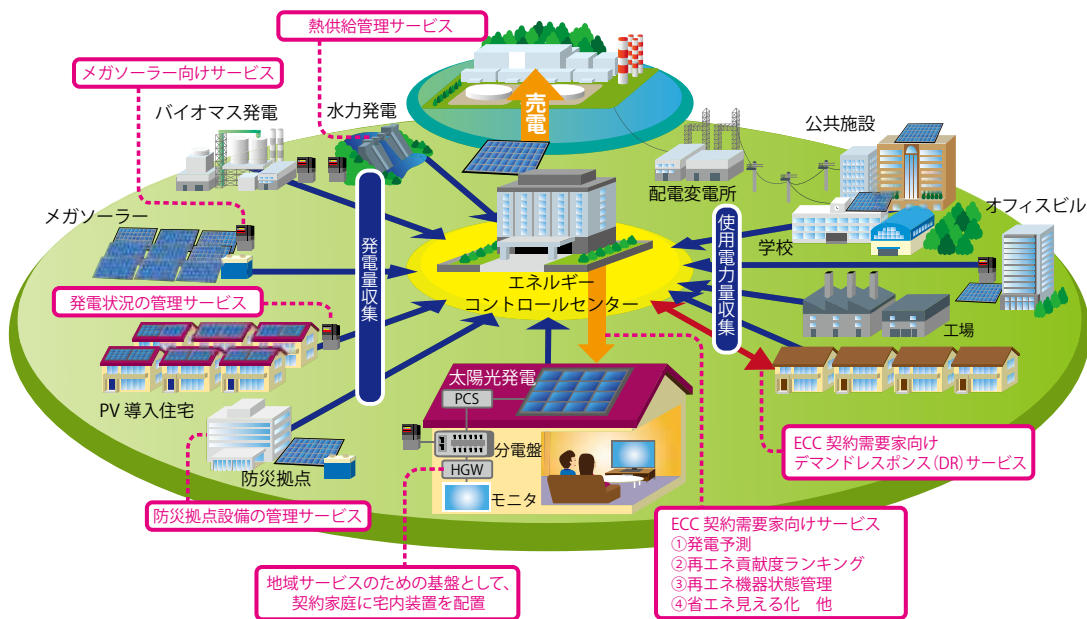 熱供給管理サービス
メガソーラー向けサービス
バイオマス発電
水力発電
売電
公共施設
配電変電所
オフィスビル
メガソーラー
発電量収集
使用電力量収集
学校
エネルギー
コントロールセンター
発電状況の管理サービス
工場
太陽光発電
PCS
PV 導入住宅
分電盤
HGW
モニタ
防災拠点
ECC 契約需要家向け
デマンドレスポンス(DR)サービス
防災拠点設備の管理サービス
ECC 契約需要家向けサービス
①発電予測
②再エネ貢献度ランキング
③再エネ機器状態管理
④省エネ見える化　他
地域サービスのための基盤として、
契約家庭に宅内装置を配置